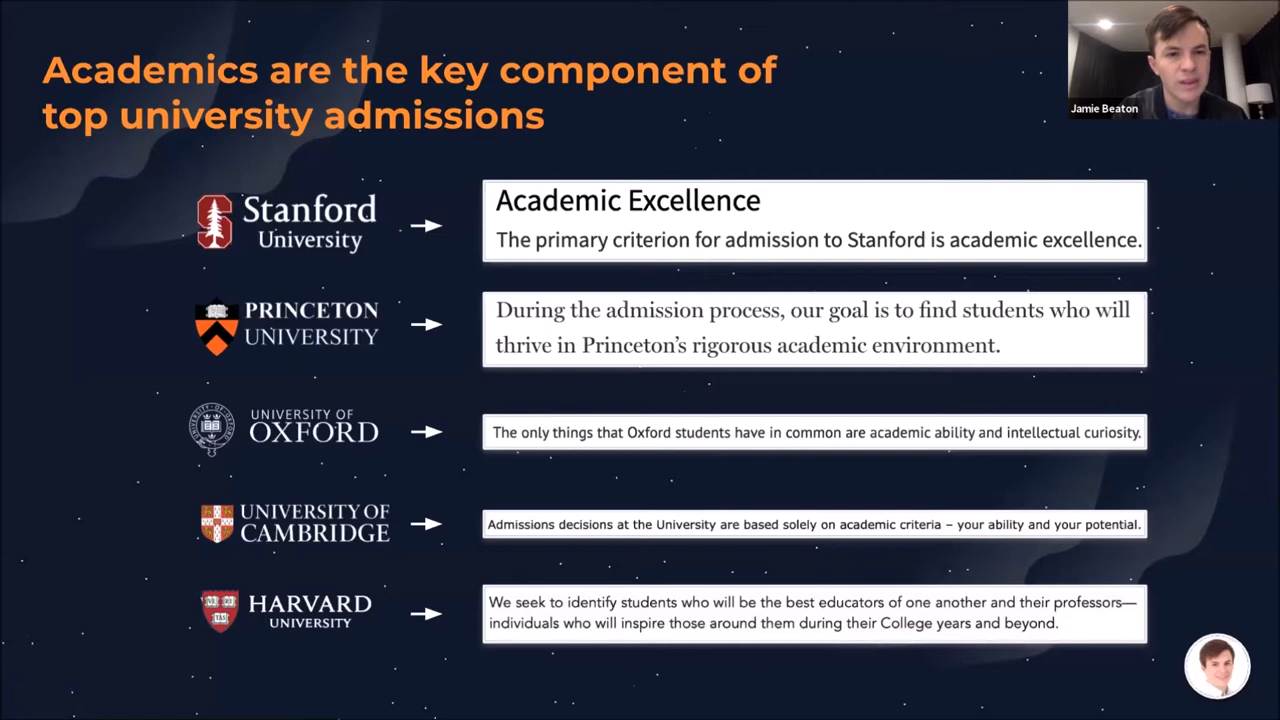 Academics are the key component of
top university admissions
Jamie Beaton
Stanford
University
Academic Excellence
The primary criterion for admission to Stanford is academic excellence.
PRINCETON
UNIVERSITY
During the admission process, our goal is to find students who will
thrive in Princeton's rigorous academic environment.
UNIVERSITY OF
OXFORD
The only things that Oxford students have in common are academic ability and intellectual curiosity.
UNIVERSITY OF
CAMBRIDGE
Admissions decisions at the University are based solely on academic criteria – your ability and your potential.
HARVARD
UNIVERSITY
We seek to identify students who will be the best educators of one another and their professors—
individuals who will inspire those around them during their College years and beyond.